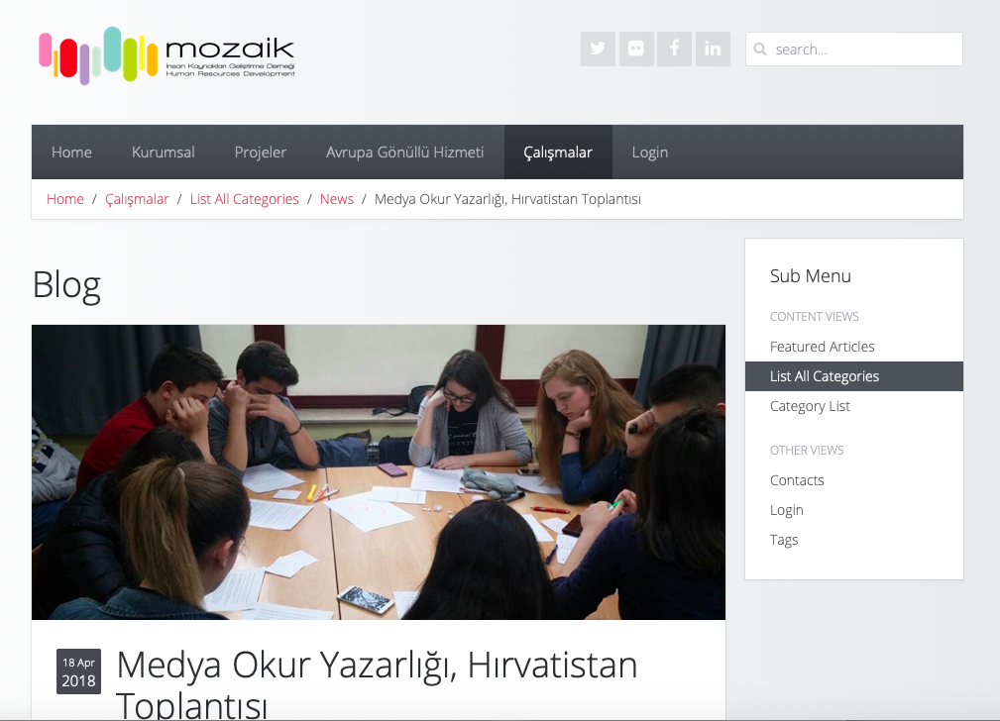 mozaik
İnsan Kaynakları Geliştirme Derneği
Human Resources Development
search...
Home Kurumsal Projeler Avrupa Gönüllü Hizmeti Çalışmalar Login
Home / Çalışmalar / List All Categories / News / Medya Okur Yazarlığı, Hırvatistan Toplantısı
Blog
18 Apr
2018
Medya Okur Yazarlığı, Hırvatistan
Toplantısı
Sub Menu
CONTENT VIEWS
Featured Articles
List All Categories
Category List
OTHER VIEWS
Contacts
Login
Tags